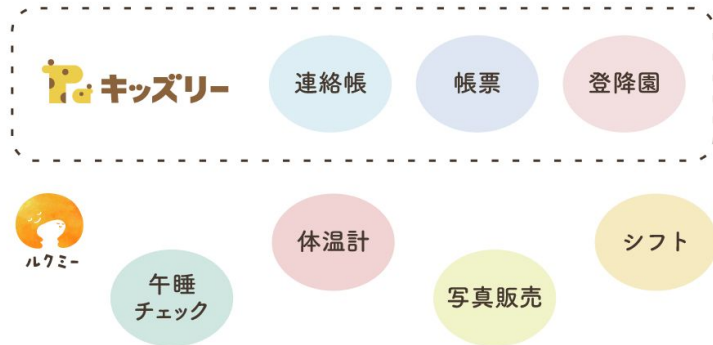 キッズリー
連絡帳
帳票
登降園
ルクミー
午睡
チェック
体温計
写真販売
シフト